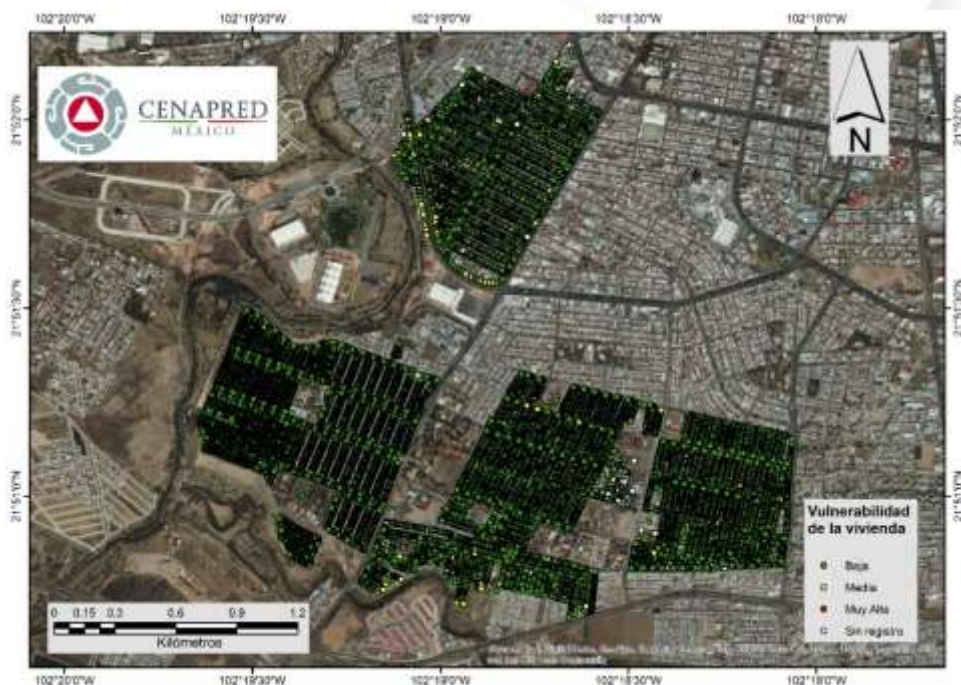 102°20'0"W 102°19'30"W 102°19'0"W 102°18'30"W 102°18'0"W
CENAPRED
MÉXICO
N
21°52'0"N 21°52'0"N
21°51'30"N 21°51'30"N
21°51'0"N 21°51'0"N
Vulnerabilidad
de la vivienda
Baja
Media
Muy Alta
Sin registro
0 0.15 0.3 0.6 0.9 1.2
Kilómetros
102°20'0"W 102°19'30"W 102°19'0"W 102°18'30"W 102°18'0"W